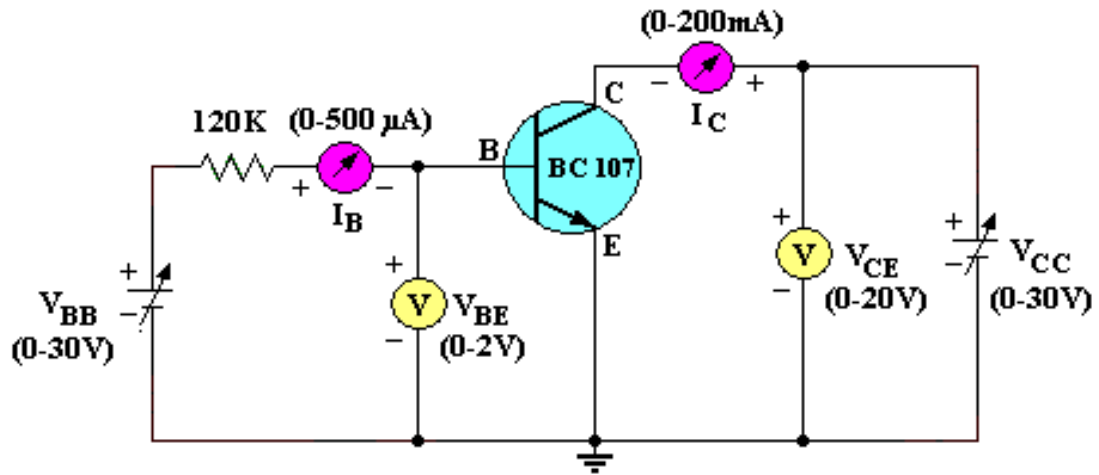 (0-200mA)
− +
I_C
C
120K
(0-500 µA)
+ −
I_B
B
BC 107
E
+
−
V_BB
(0-30V)
+
V
−
V_BE
(0-2V)
+
V
−
V_CE
(0-20V)
+
−
V_CC
(0-30V)